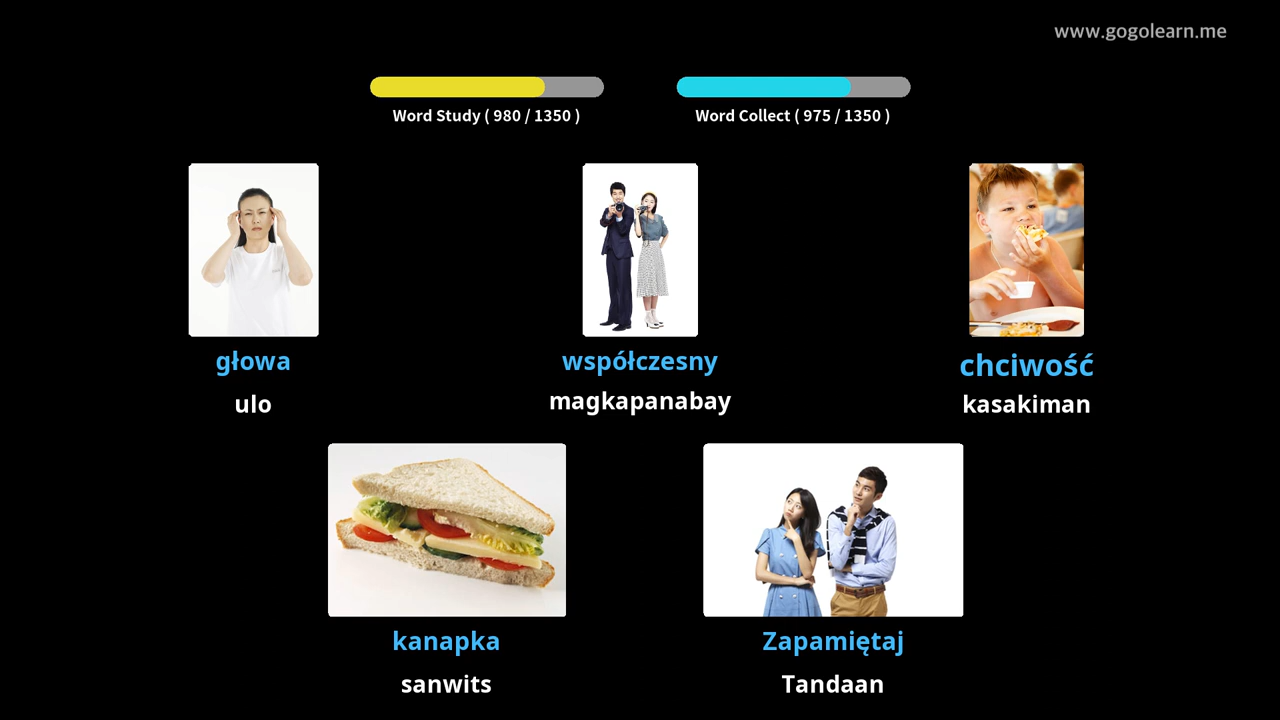 www.gogolearn.me
Word Study ( 980 / 1350 )
Word Collect ( 975 / 1350 )
głowa
współczesny
chciwość
ulo
magkapanabay
kasakiman
kanapka
Zapamiętaj
sanwits
Tandaan